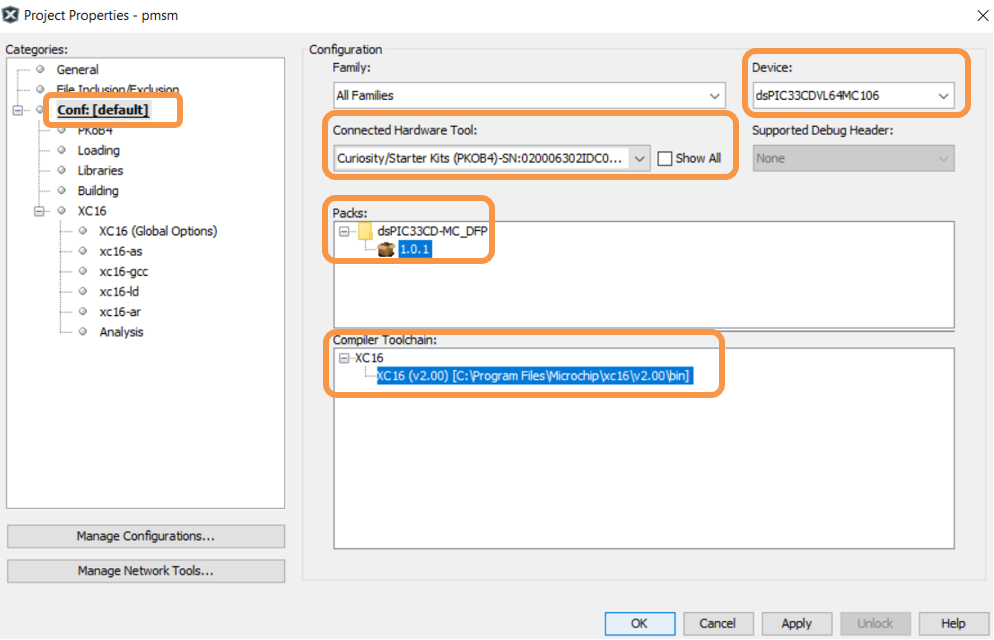 Project Properties - pmsm
Categories:
General
File Inclusion/Exclusion
Conf: [default]
PKoB4
Loading
Libraries
Building
XC16
XC16 (Global Options)
xc16-as
xc16-gcc
xc16-ld
xc16-ar
Analysis
Manage Configurations...
Manage Network Tools...
Configuration
Family:
All Families
Device:
dsPIC33CDVL64MC106
Connected Hardware Tool:
Curiosity/Starter Kits (PKOB4)-SN:020006302IDC0...
Show All
Supported Debug Header:
None
Packs:
dsPIC33CD-MC_DFP
1.0.1
Compiler Toolchain:
XC16
XC16 (v2.00) [C:\Program Files\Microchip\xc16\v2.00\bin]
OK
Cancel
Apply
Unlock
Help